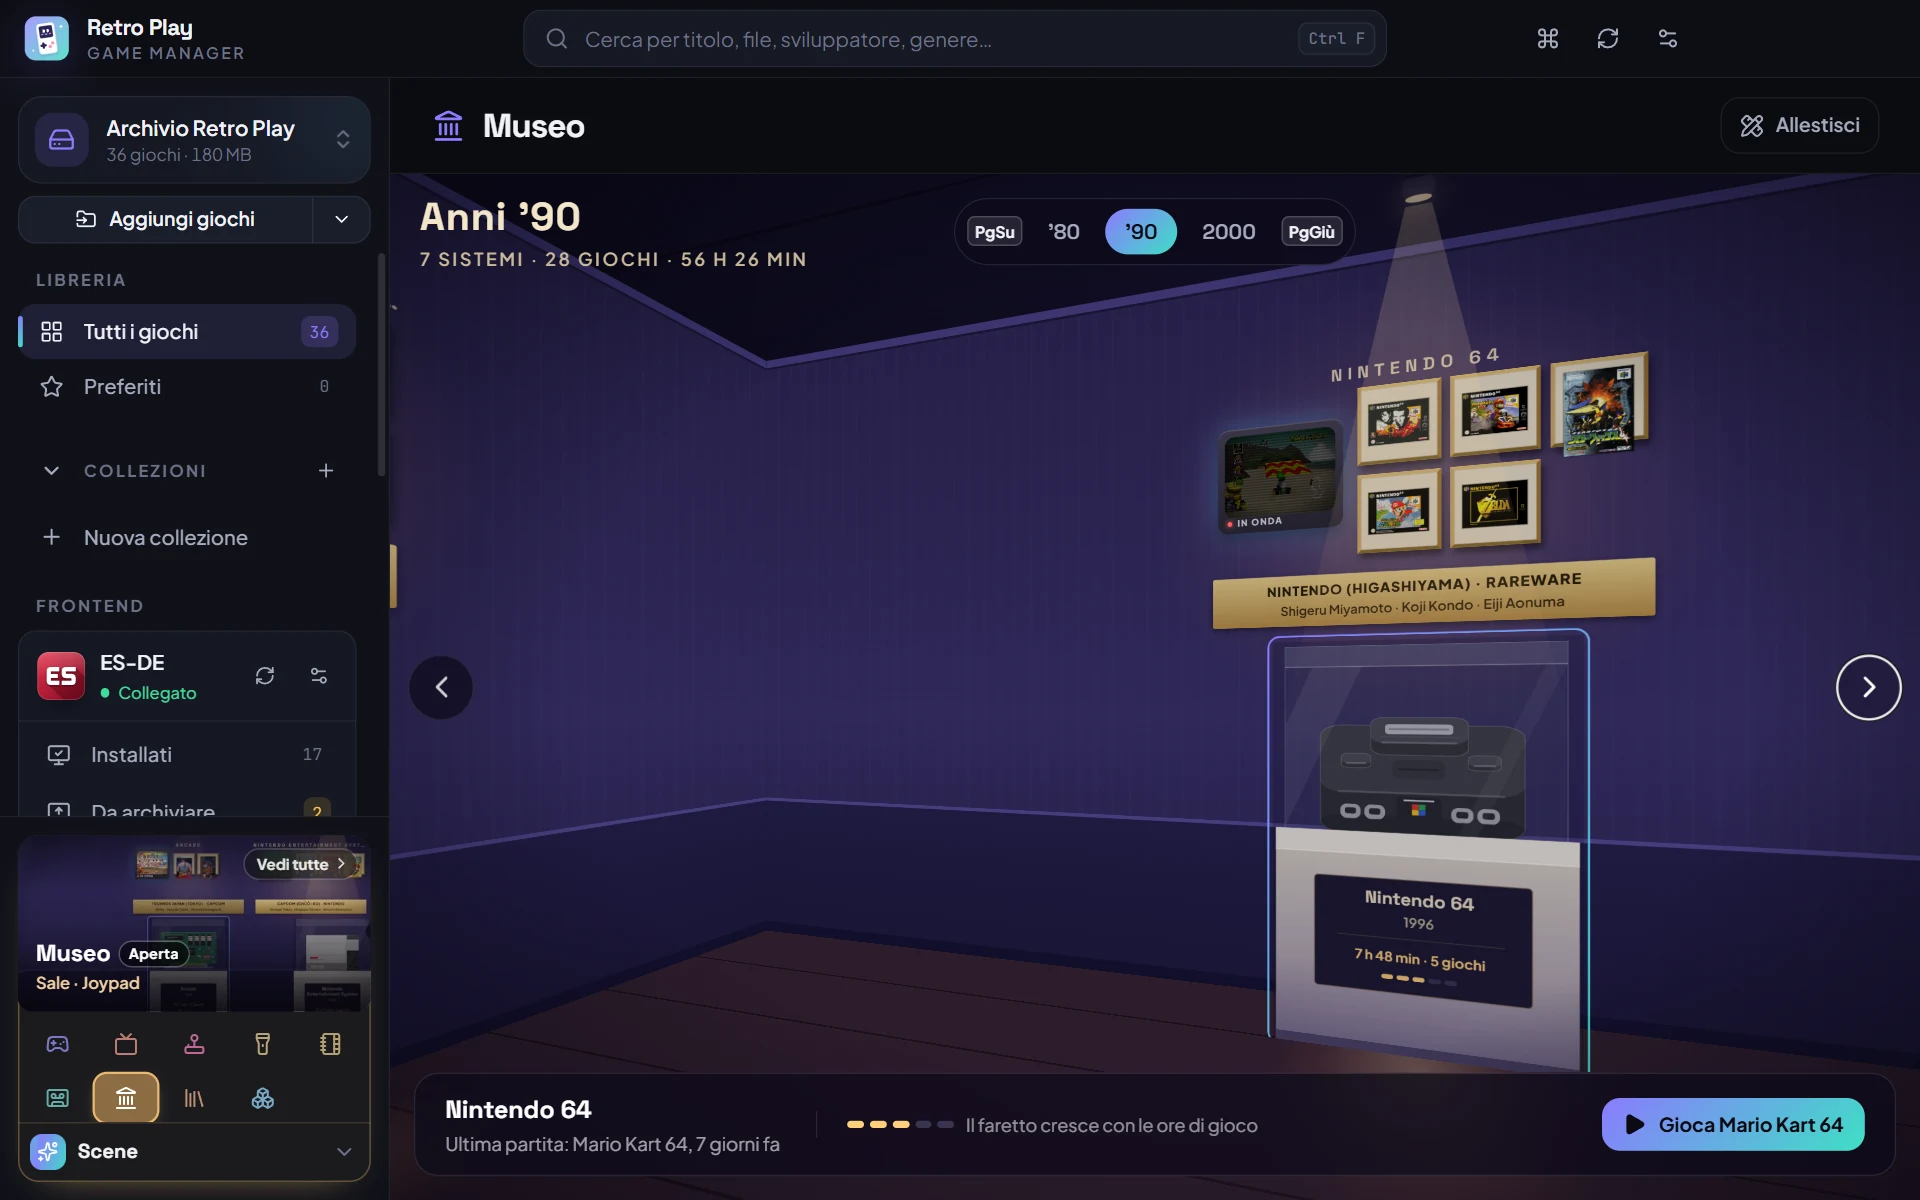 Retro Play
GAME MANAGER
Cerca per titolo, file, sviluppatore, genere...
Ctrl F
Archivio Retro Play
36 giochi · 180 MB
Aggiungi giochi
LIBRERIA
Tutti i giochi
36
Preferiti
0
COLLEZIONI
Nuova collezione
FRONTEND
ES
ES-DE
Collegato
Installati
17
Da archiviare
2
Vedi tutte
Museo
Aperta
Sale · Joypad
Scene
Museo
Allestisci
Anni ’90
7 SISTEMI · 28 GIOCHI · 56 H 26 MIN
PgSu
’80
’90
2000
PgGiù
NINTENDO 64
IN ONDA
ZELDA
NINTENDO (HIGASHIYAMA) · RAREWARE
Shigeru Miyamoto · Koji Kondo · Eiji Aonuma
Nintendo 64
1996
7 h 48 min · 5 giochi
Nintendo 64
Ultima partita: Mario Kart 64, 7 giorni fa
Il faretto cresce con le ore di gioco
Gioca Mario Kart 64